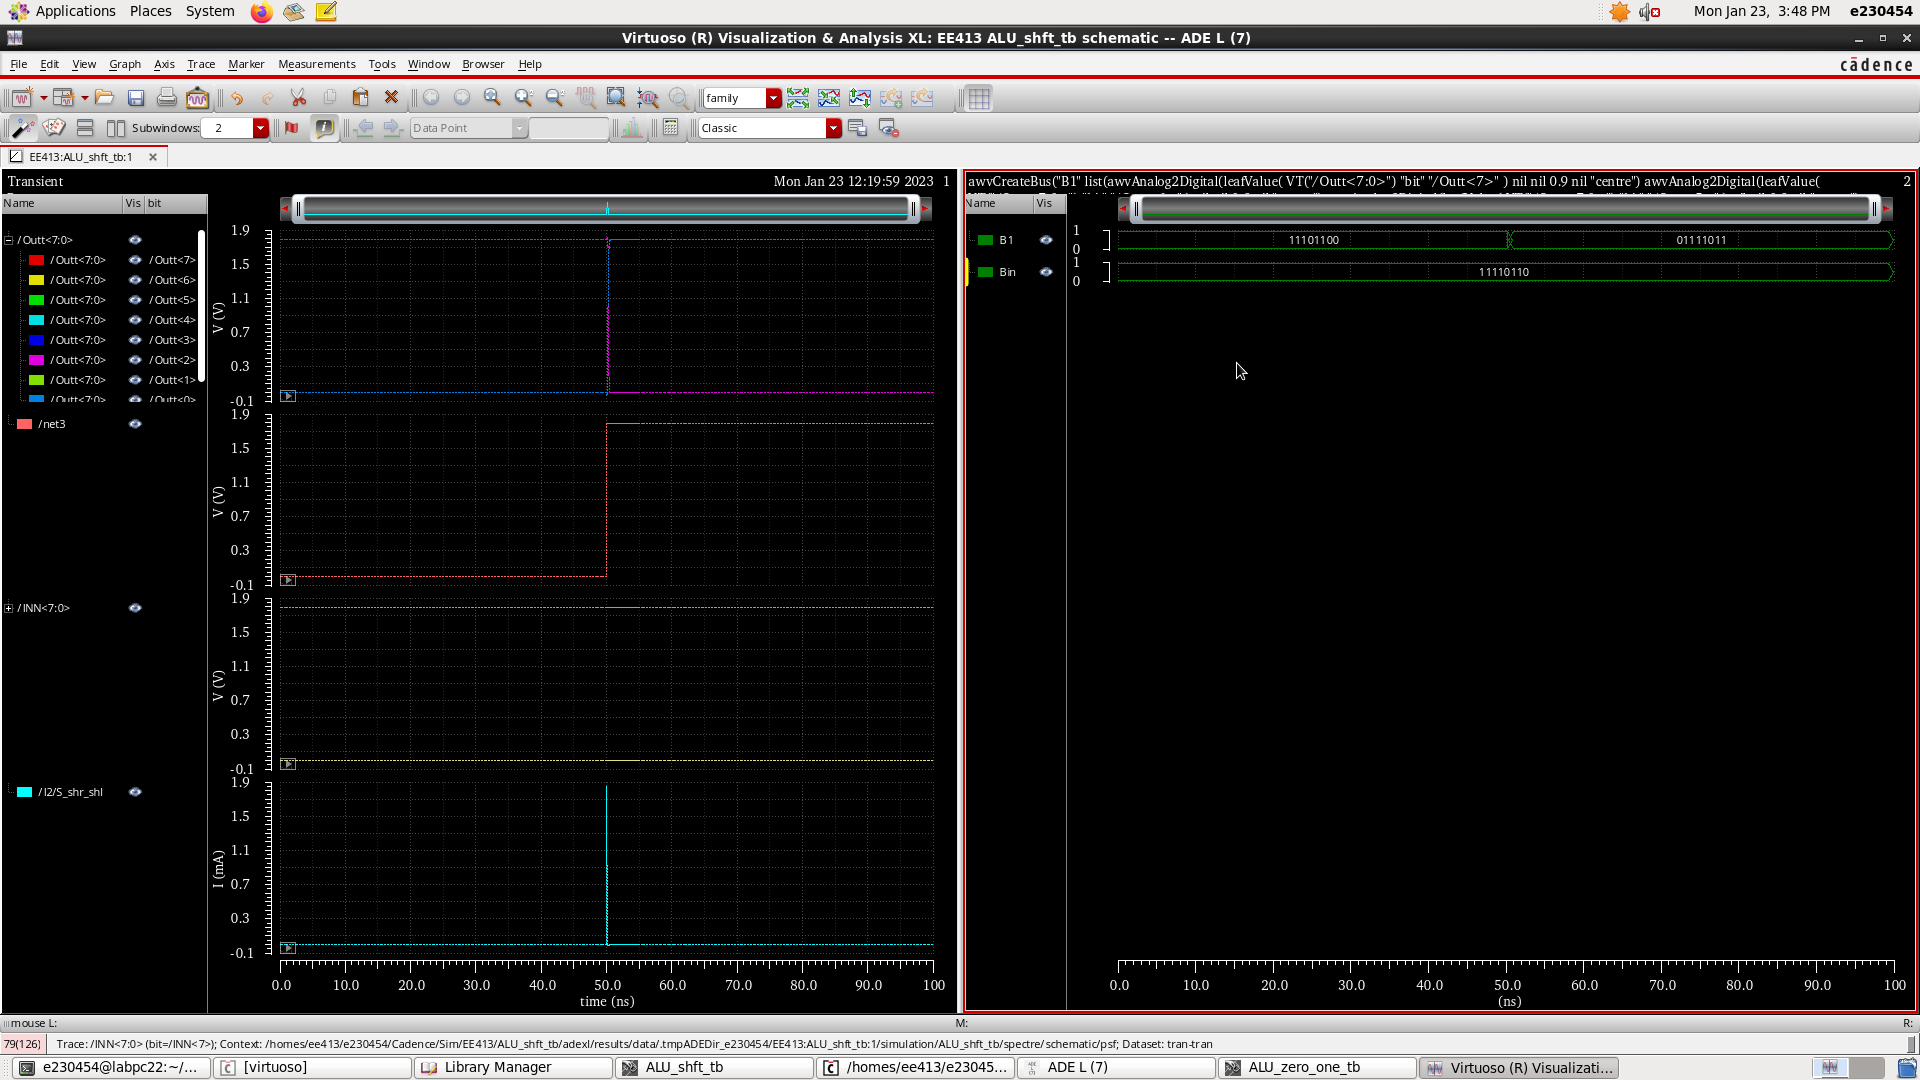 Applications Places System Mon Jan 23, 3:48 PM e230454
Virtuoso (R) Visualization & Analysis XL: EE413 ALU_shft_tb schematic -- ADE L (7)
File Edit View Graph Axis Trace Marker Measurements Tools Window Browser Help cādence
family
Subwindows: 2 Data Point Classic
EE413:ALU_shft_tb:1
Transient Mon Jan 23 12:19:59 2023 1
Name Vis bit
/Outt<7:0>
/Outt<7:0> /Outt<7>
/Outt<7:0> /Outt<6>
/Outt<7:0> /Outt<5>
/Outt<7:0> /Outt<4>
/Outt<7:0> /Outt<3>
/Outt<7:0> /Outt<2>
/Outt<7:0> /Outt<1>
/Outt<7:0> /Outt<0>
/net3
/INN<7:0>
/I2/S_shr_shl
1.9
1.5
1.1
0.7
0.3
-0.1
V (V)
1.9
1.5
1.1
0.7
0.3
-0.1
V (V)
1.9
1.5
1.1
0.7
0.3
-0.1
V (V)
1.9
1.5
1.1
0.7
0.3
-0.1
I (mA)
0.0 10.0 20.0 30.0 40.0 50.0 60.0 70.0 80.0 90.0 100
time (ns)
awvCreateBus("B1" list(awvAnalog2Digital(leafValue( VT("/Outt<7:0>") "bit" "/Outt<7>" ) nil nil 0.9 nil "centre") awvAnalog2Digital(leafValue( 2
Name Vis
B1 1 0 11101100 01111011
Bin 1 0 11110110
0.0 10.0 20.0 30.0 40.0 50.0 60.0 70.0 80.0 90.0 100
(ns)
mouse L: M: R:
79(126) Trace: /INN<7:0> (bit=/INN<7>); Context: /homes/ee413/e230454/Cadence/Sim/EE413/ALU_shft_tb/adexl/results/data/.tmpADEDir_e230454/EE413:ALU_shft_tb:1/simulation/ALU_shft_tb/spectre/schematic/psf; Dataset: tran-tran
e230454@labpc22:~/... [virtuoso] Library Manager ALU_shft_tb /homes/ee413/e23045... ADE L (7) ALU_zero_one_tb Virtuoso (R) Visualizati...